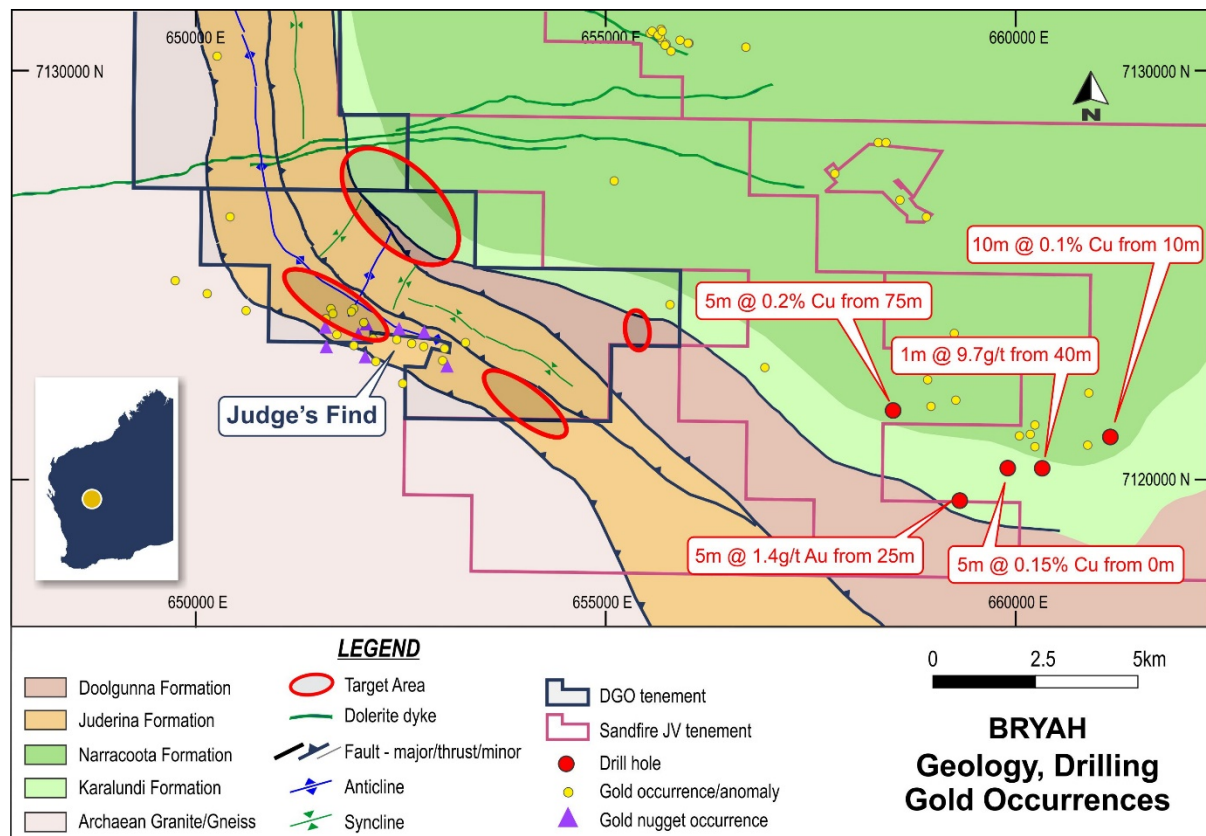 650000 E
655000 E
660000 E
7130000 N
7130000 N
N
10m @ 0.1% Cu from 10m
5m @ 0.2% Cu from 75m
1m @ 9.7g/t from 40m
Judge's Find
7120000 N
5m @ 1.4g/t Au from 25m
5m @ 0.15% Cu from 0m
650000 E
655000 E
660000 E
LEGEND
Doolgunna Formation
Juderina Formation
Narracoota Formation
Karalundi Formation
Archaean Granite/Gneiss
Target Area
Dolerite dyke
Fault - major/thrust/minor
Anticline
Syncline
DGO tenement
Sandfire JV tenement
Drill hole
Gold occurrence/anomaly
Gold nugget occurrence
0 2.5 5km
BRYAH
Geology, Drilling
Gold Occurrences